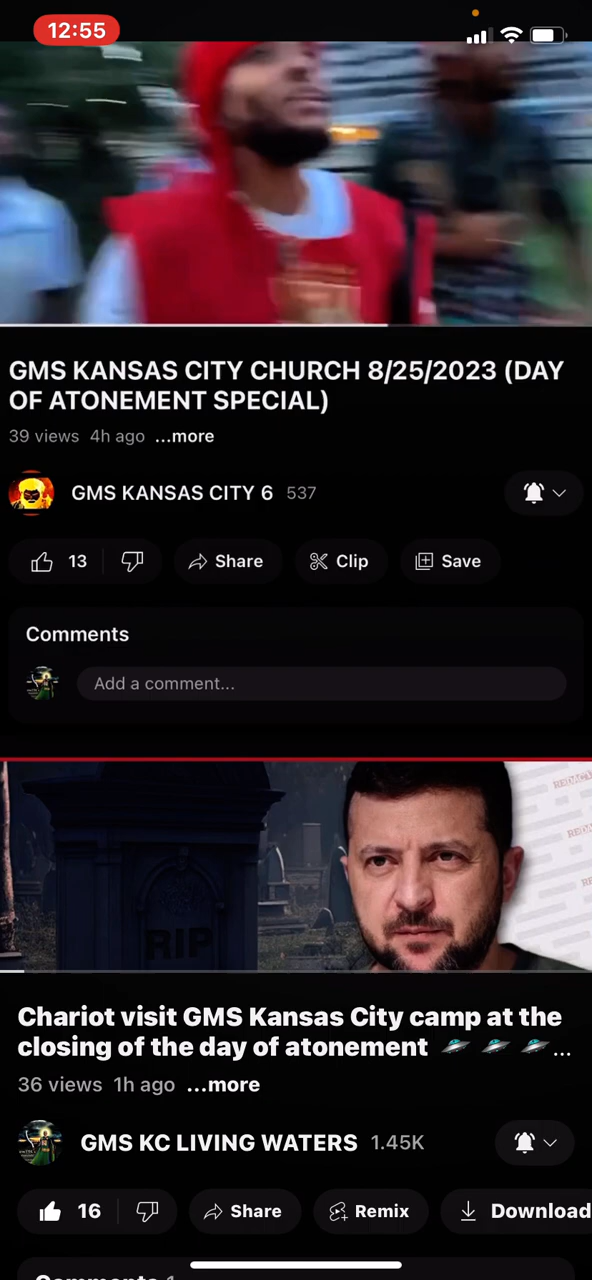 12:55
GMS KANSAS CITY CHURCH 8/25/2023 (DAY
OF ATONEMENT SPECIAL)
39 views 4h ago ...more
GMS KANSAS CITY 6 537
13 Share Clip Save
Comments
Add a comment...
RIP
Chariot visit GMS Kansas City camp at the
closing of the day of atonement 🛸 🛸 🛸...
36 views 1h ago ...more
GMS KC LIVING WATERS 1.45K
16 Share Remix Download